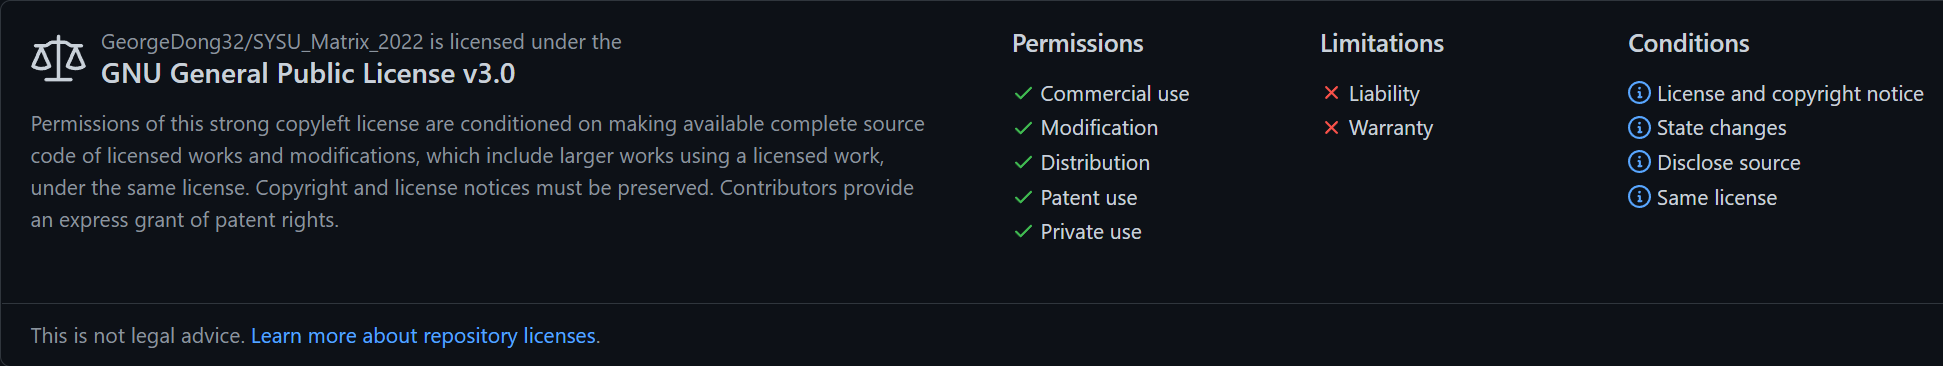 GeorgeDong32/SYSU_Matrix_2022 is licensed under the
GNU General Public License v3.0
Permissions of this strong copyleft license are conditioned on making available complete source
code of licensed works and modifications, which include larger works using a licensed work,
under the same license. Copyright and license notices must be preserved. Contributors provide
an express grant of patent rights.
Permissions
Commercial use
Modification
Distribution
Patent use
Private use
Limitations
Liability
Warranty
Conditions
License and copyright notice
State changes
Disclose source
Same license
This is not legal advice. Learn more about repository licenses.